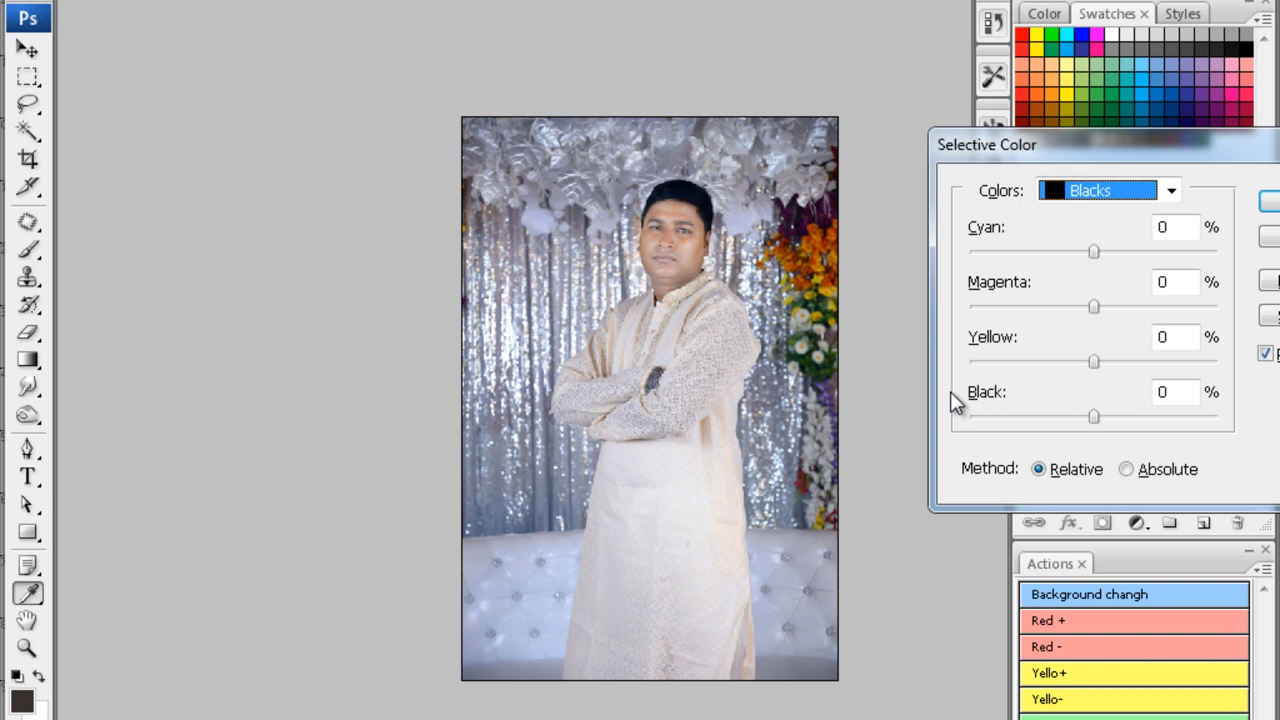 Ps
Color
Swatches
Styles
Selective Color
Colors:
Blacks
Cyan:
0
%
Magenta:
0
%
Yellow:
0
%
Black:
0
%
Method:
Relative
Absolute
T
fx
Actions
Background changh
Red +
Red -
Yello+
Yello-